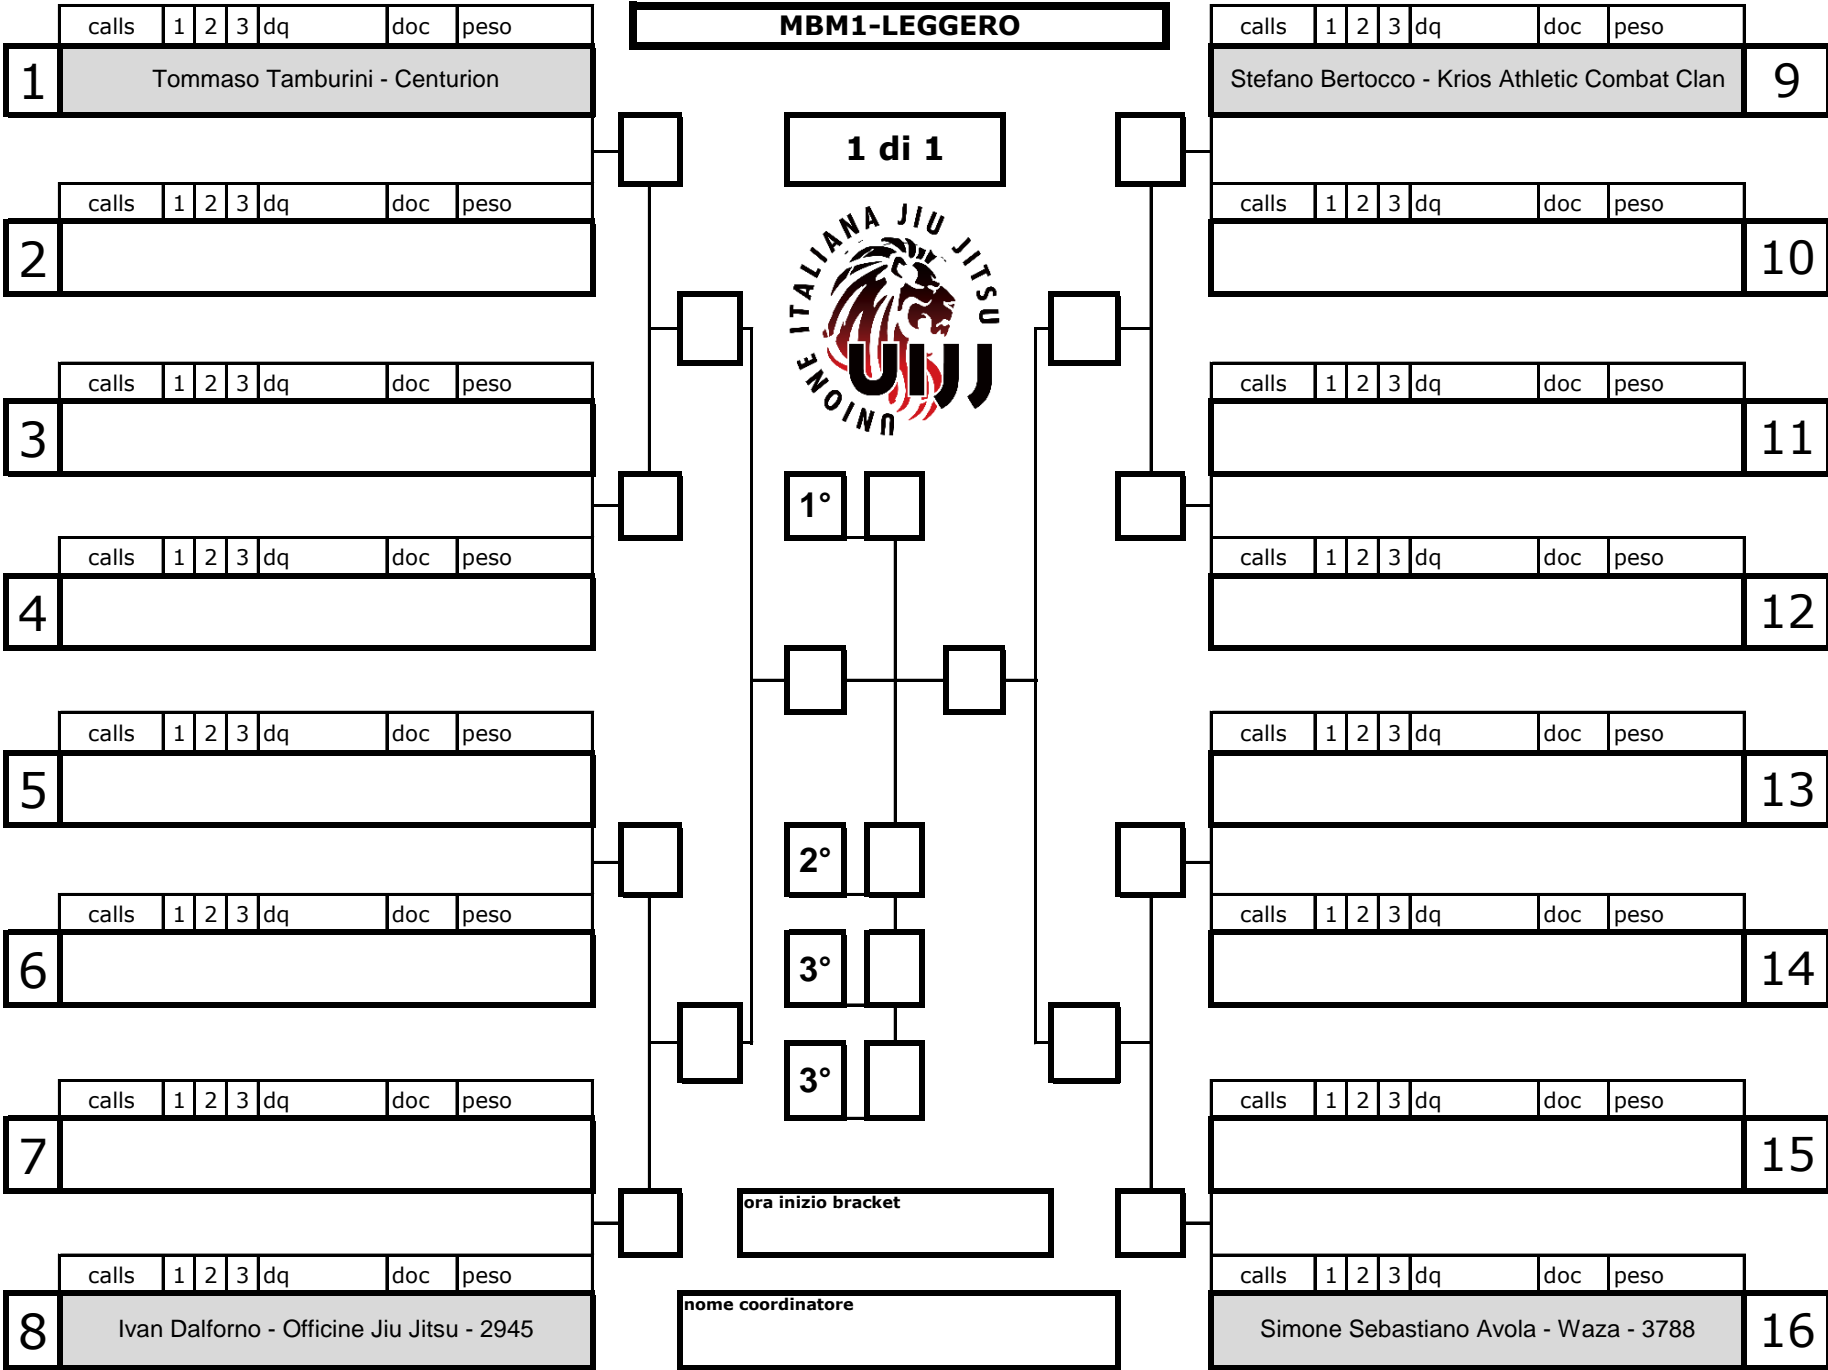 MBM1-LEGGERO
1 di 1
UNIONE ITALIANA JIU JITSU
UIJJ
calls 1 2 3 dq doc peso
1 Tommaso Tamburini - Centurion
calls 1 2 3 dq doc peso
2
calls 1 2 3 dq doc peso
3
calls 1 2 3 dq doc peso
4
calls 1 2 3 dq doc peso
5
calls 1 2 3 dq doc peso
6
calls 1 2 3 dq doc peso
7
calls 1 2 3 dq doc peso
8 Ivan Dalforno - Officine Jiu Jitsu - 2945
1°
2°
3°
3°
ora inizio bracket
nome coordinatore
calls 1 2 3 dq doc peso
Stefano Bertocco - Krios Athletic Combat Clan 9
calls 1 2 3 dq doc peso
10
calls 1 2 3 dq doc peso
11
calls 1 2 3 dq doc peso
12
calls 1 2 3 dq doc peso
13
calls 1 2 3 dq doc peso
14
calls 1 2 3 dq doc peso
15
calls 1 2 3 dq doc peso
Simone Sebastiano Avola - Waza - 3788 16